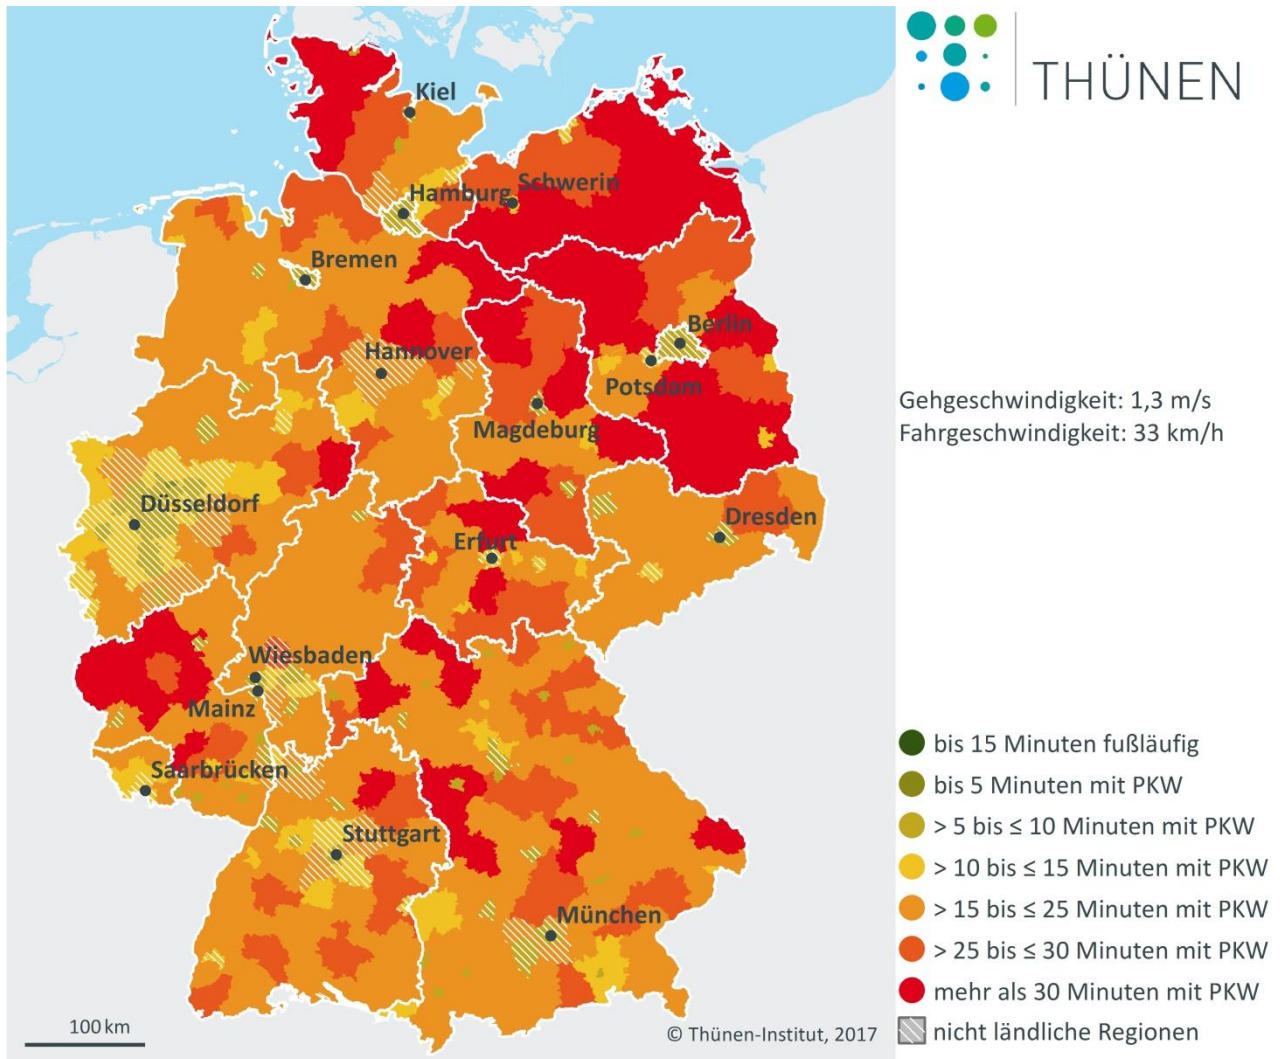 THÜNEN
Kiel
Hamburg
Schwerin
Bremen
Berlin
Hannover
Potsdam
Magdeburg
Düsseldorf
Dresden
Erfurt
Wiesbaden
Mainz
Saarbrücken
Stuttgart
München
100 km
© Thünen-Institut, 2017
Gehgeschwindigkeit: 1,3 m/s
Fahrgeschwindigkeit: 33 km/h
bis 15 Minuten fußläufig
bis 5 Minuten mit PKW
> 5 bis ≤ 10 Minuten mit PKW
> 10 bis ≤ 15 Minuten mit PKW
> 15 bis ≤ 25 Minuten mit PKW
> 25 bis ≤ 30 Minuten mit PKW
mehr als 30 Minuten mit PKW
nicht ländliche Regionen